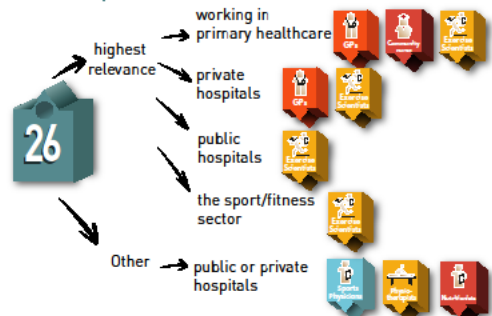 working in
primary healthcare
GPs
Community
Exercise
Scientists
highest
relevance
private
hospitals
GPs
Exercise
Scientists
26
public
hospitals
Exercise
Scientists
the sport/fitness
sector
Exercise
Scientists
Other
public or private
hospitals
Sports
Physicians
Physio-
therapists
Nutritionists